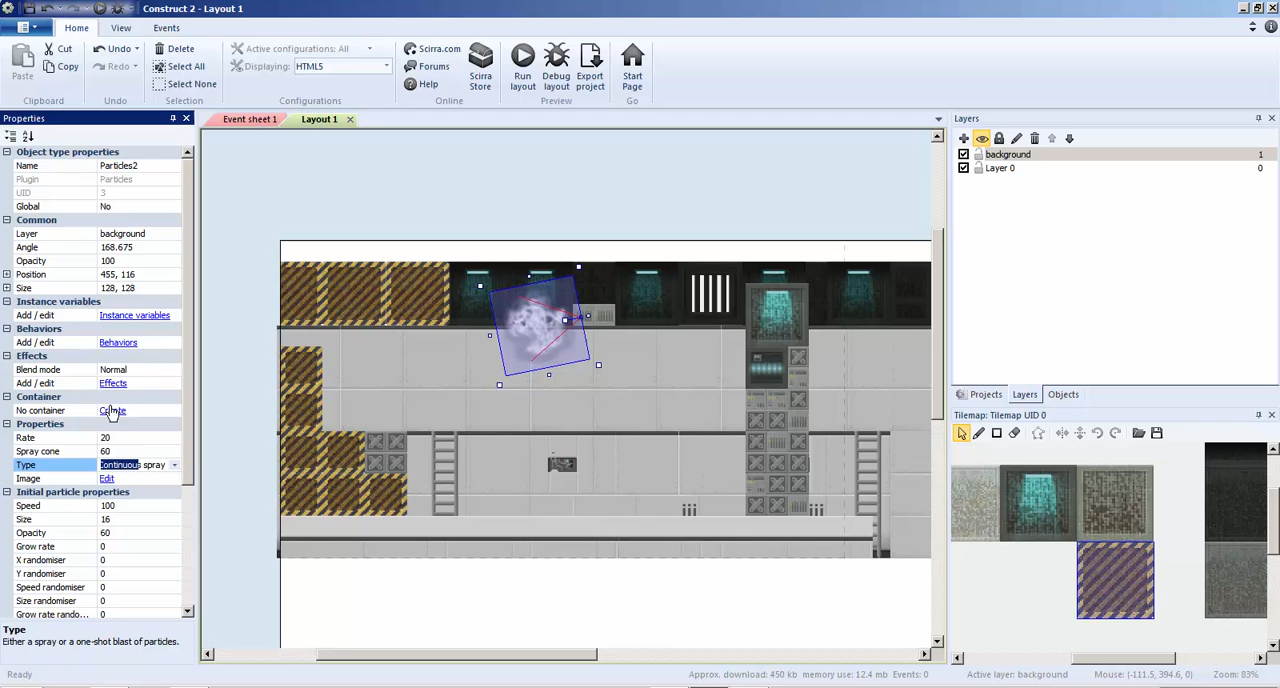 Construct 2 - Layout 1
Home View Events
Paste Cut Copy Clipboard
Undo Redo Undo
Delete Select All Select None Selection
Active configurations: All
Displaying: HTML5
Configurations
Scirra.com Forums Help Scirra Store Online
Run layout Debug layout Export project Preview
Start Page Go
Properties
Object type properties
Name Particles2
Plugin Particles
UID 3
Global No
Common
Layer background
Angle 168.675
Opacity 100
Position 455, 116
Size 128, 128
Instance variables
Add / edit Instance variables
Behaviors
Add / edit Behaviors
Effects
Blend mode Normal
Add / edit Effects
Container
No container Create
Properties
Rate 20
Spray cone 60
Type Continuous spray
Image Edit
Initial particle properties
Speed 100
Size 16
Opacity 60
Grow rate 0
X randomiser 0
Y randomiser 0
Speed randomiser 0
Size randomiser 0
Grow rate rando... 0
Type
Either a spray or a one-shot blast of particles.
Event sheet 1 Layout 1
Layers
background 1
Layer 0 0
Projects Layers Objects
Tilemap: Tilemap UID 0
Ready
Approx. download: 450 kb memory use: 12.4 mb Events: 0 Active layer: background Mouse: (-111.5, 394.6, 0) Zoom: 83%